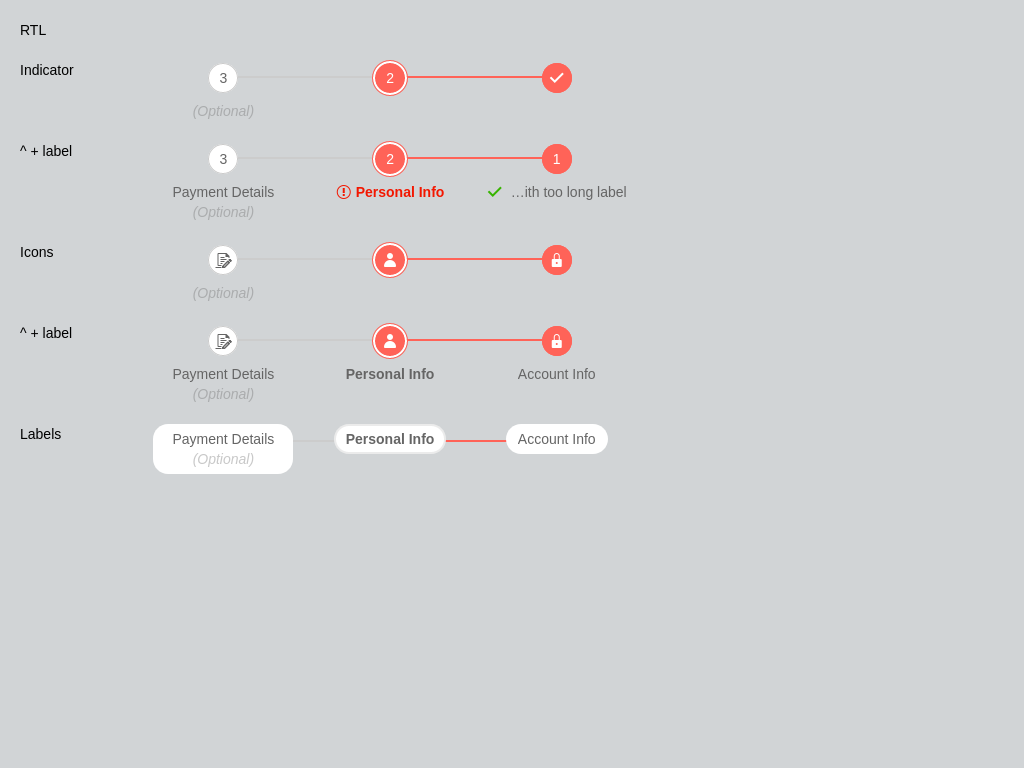 RTL
Indicator
3 2
(Optional)
^ + label
3 2 1
Payment Details Personal Info …ith too long label
(Optional)
Icons
(Optional)
^ + label
Payment Details Personal Info Account Info
(Optional)
Labels
Payment Details Personal Info Account Info
(Optional)